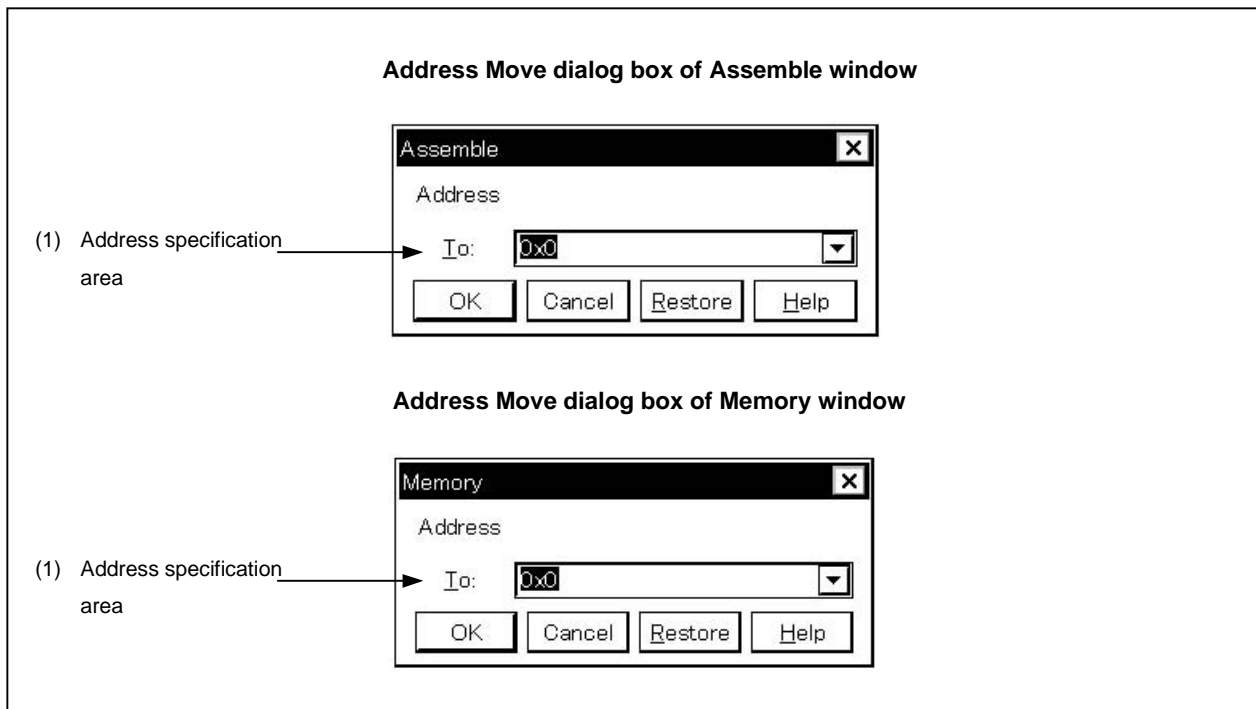 Address Move dialog box of Assemble window
Assemble
Address
(1) Address specification
area
To: 0x0
OK Cancel Restore Help
Address Move dialog box of Memory window
Memory
Address
(1) Address specification
area
To: 0x0
OK Cancel Restore Help